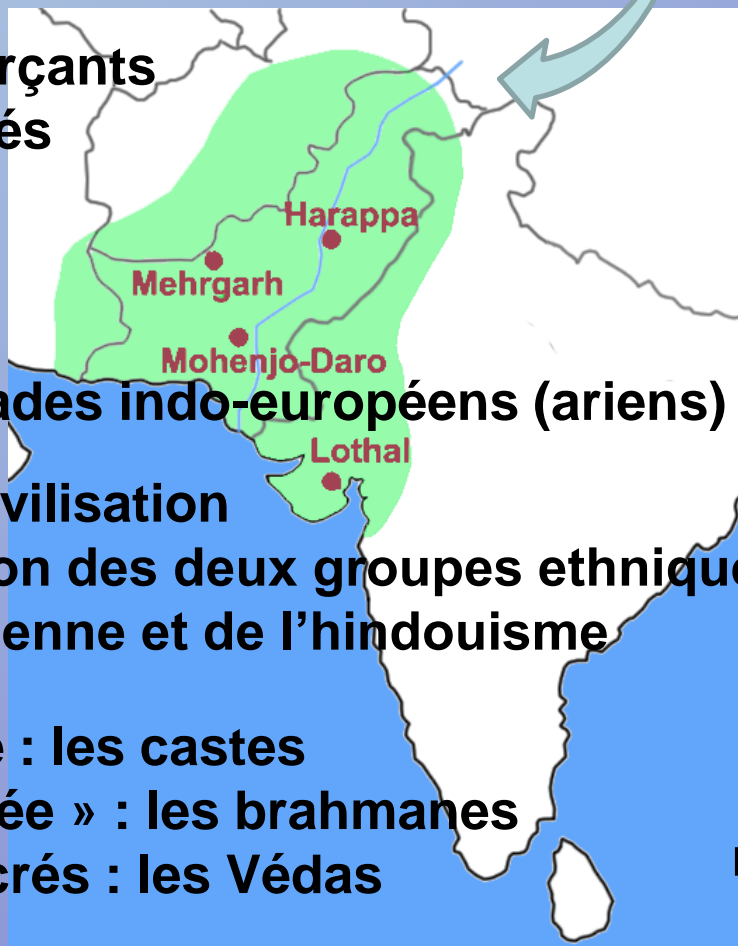 rçants
és
Harappa
Mehrgarh
Mohenjo-Daro
ades indo-européens (ariens)
Lothal
vilisation
on des deux groupes ethnique
enne et de l’hindouisme
e : les castes
ée » : les brahmanes
crés : les Védas